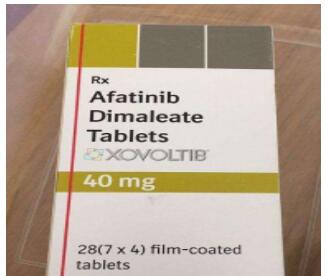 Rx
Afatinib
Dimaleate
Tablets
XOVOLTIB
40 mg
28(7 x 4) film-coated
tablets